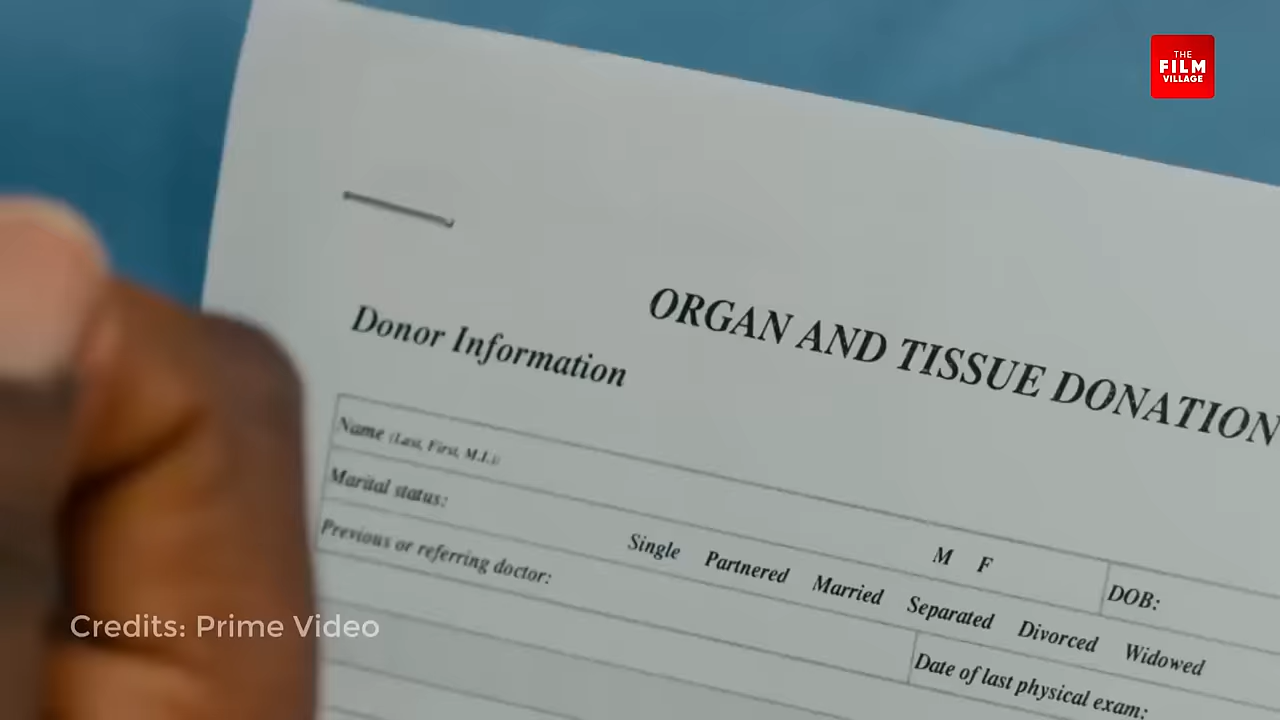 THE
FILM
VILLAGE
ORGAN AND TISSUE DONATION
Donor Information
Name (Last, First, M.I.)
M F
DOB:
Marital status:
Single Partnered Married Separated Divorced Widowed
Previous or referring doctor:
Date of last physical exam:
Credits: Prime Video